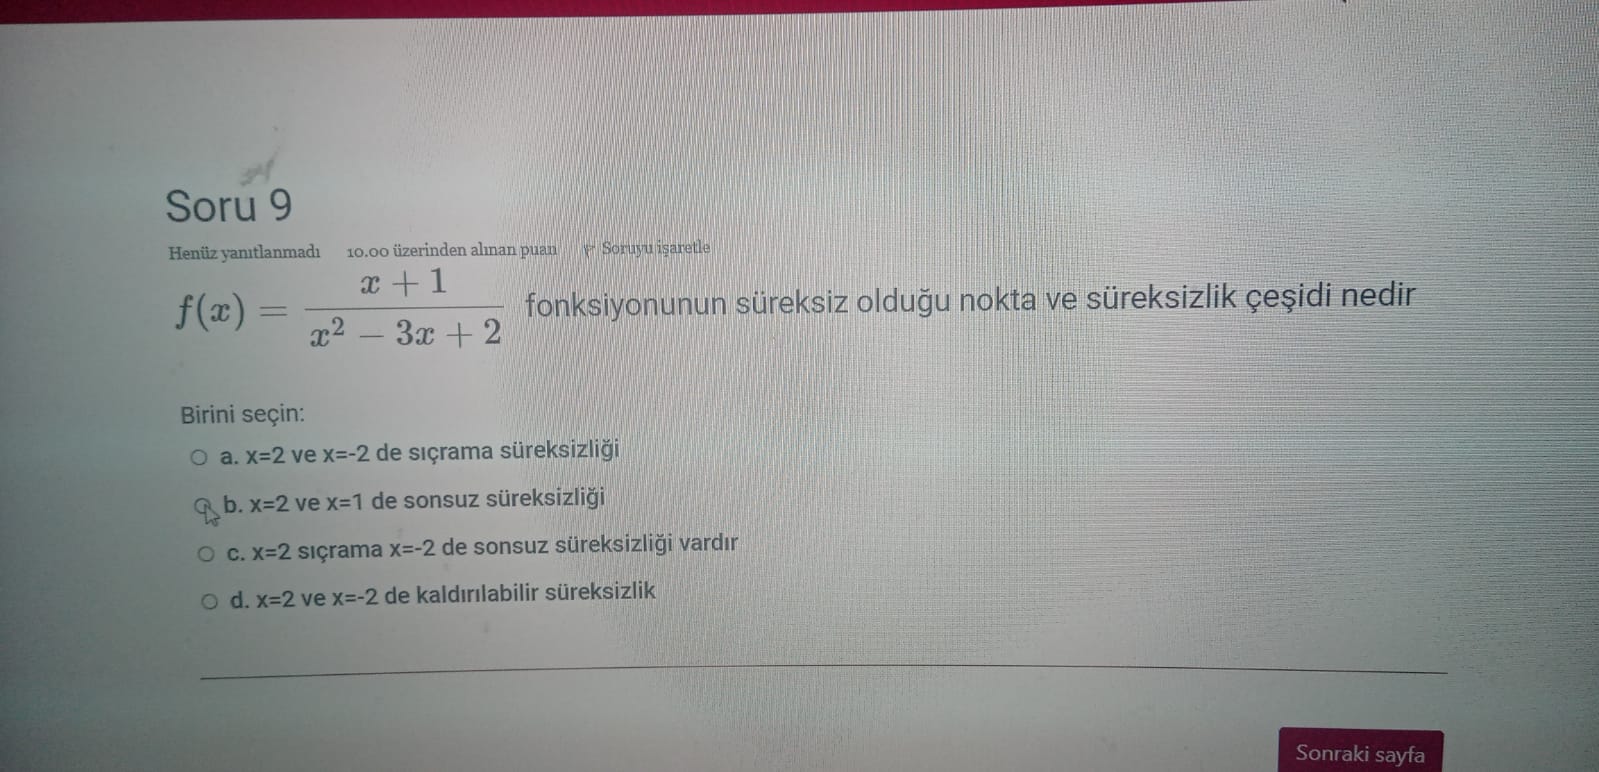 Soru 9
Henüz yanıtlanmadı 10.00 üzerinden alınan puan Soruyu işaretle
f(x) = \frac{x + 1}{x^2 - 3x + 2} fonksiyonunun süreksiz olduğu nokta ve süreksizlik çeşidi nedir
Birini seçin:
a. x=2 ve x=-2 de sıçrama süreksizliği
b. x=2 ve x=1 de sonsuz süreksizliği
c. x=2 sıçrama x=-2 de sonsuz süreksizliği vardır
d. x=2 ve x=-2 de kaldırılabilir süreksizlik
Sonraki sayfa